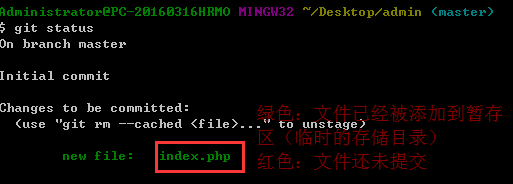 Administrator@PC-20160316HRMO MINGW32 ~/Desktop/admin (master)
$ git status
On branch master
Initial commit
Changes to be committed:
(use "git rm --cached <file>..." to unstage)
new file: index.php
绿色：文件已经被添加到暂存
区（临时的存储目录）
红色：文件还未提交